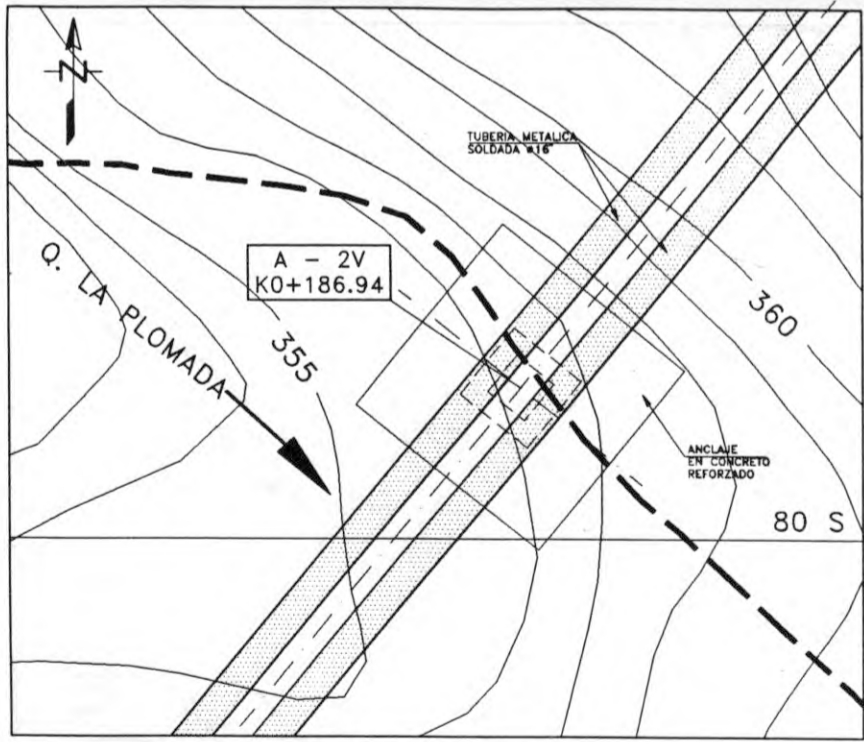 N
TUBERIA METALICA
SOLDADA ø16"
A - 2V
K0+186.94
Q. LA PLOMADA
355
360
ANCLAJE
EN CONCRETO
REFORZADO
80 S